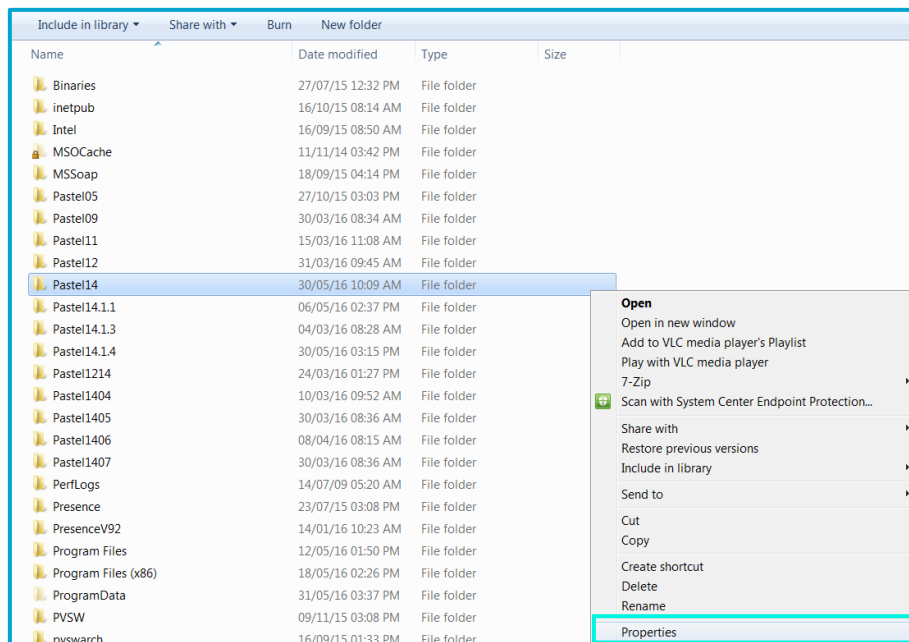 Include in library Share with Burn New folder
Name Date modified Type Size
Binaries 27/07/15 12:32 PM File folder
inetpub 16/10/15 08:14 AM File folder
Intel 16/09/15 08:50 AM File folder
MSOCache 11/11/14 03:42 PM File folder
MSSoap 18/09/15 04:14 PM File folder
Pastel05 27/10/15 03:03 PM File folder
Pastel09 30/03/16 08:34 AM File folder
Pastel11 15/03/16 11:08 AM File folder
Pastel12 31/03/16 09:45 AM File folder
Pastel14 30/05/16 10:09 AM File folder
Pastel14.1.1 06/05/16 02:37 PM File folder
Pastel14.1.3 04/03/16 08:28 AM File folder
Pastel14.1.4 30/05/16 03:15 PM File folder
Pastel1214 24/03/16 01:27 PM File folder
Pastel1404 10/03/16 09:52 AM File folder
Pastel1405 30/03/16 08:36 AM File folder
Pastel1406 08/04/16 08:15 AM File folder
Pastel1407 30/03/16 08:36 AM File folder
PerfLogs 14/07/09 05:20 AM File folder
Presence 23/07/15 03:08 PM File folder
PresenceV92 14/01/16 10:23 AM File folder
Program Files 12/05/16 01:50 PM File folder
Program Files (x86) 18/05/16 02:26 PM File folder
ProgramData 31/05/16 03:37 PM File folder
PVSW 09/11/15 03:08 PM File folder
pvswarch 16/09/15 01:33 PM File folder
Open
Open in new window
Add to VLC media player's Playlist
Play with VLC media player
7-Zip
Scan with System Center Endpoint Protection...
Share with
Restore previous versions
Include in library
Send to
Cut
Copy
Create shortcut
Delete
Rename
Properties